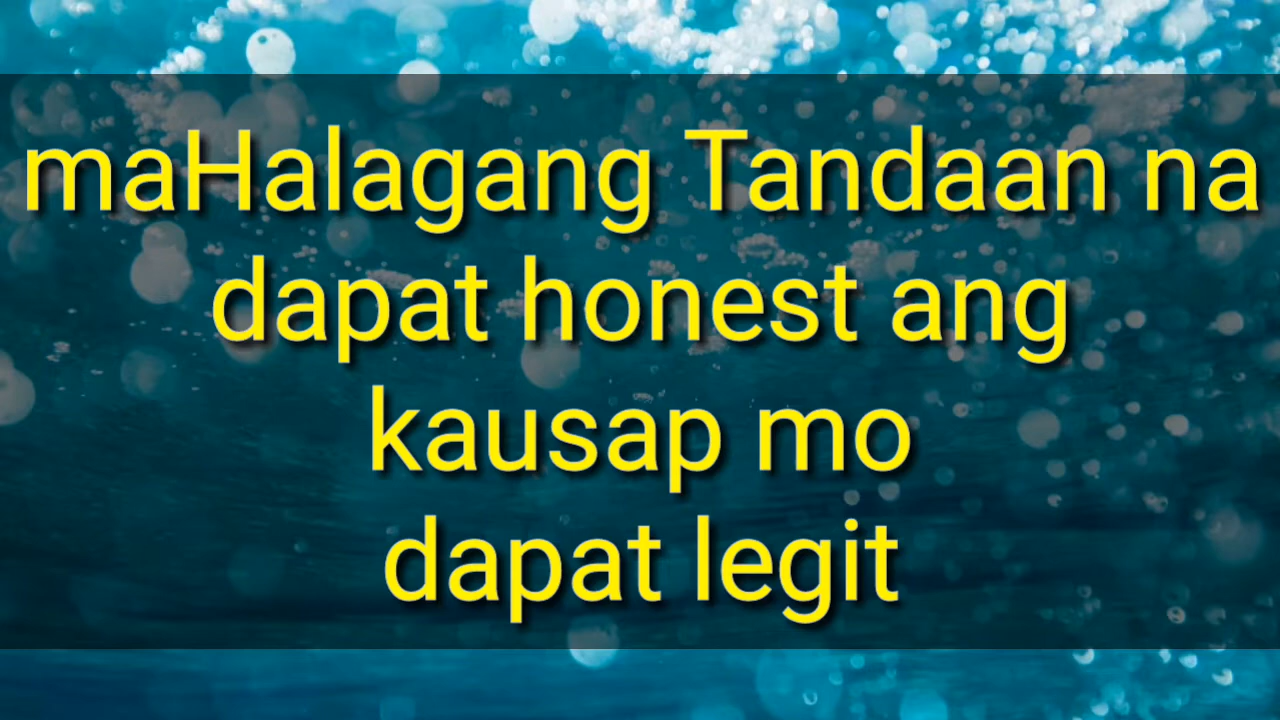 maHalagang Tandaan na
dapat honest ang
kausap mo
dapat legit